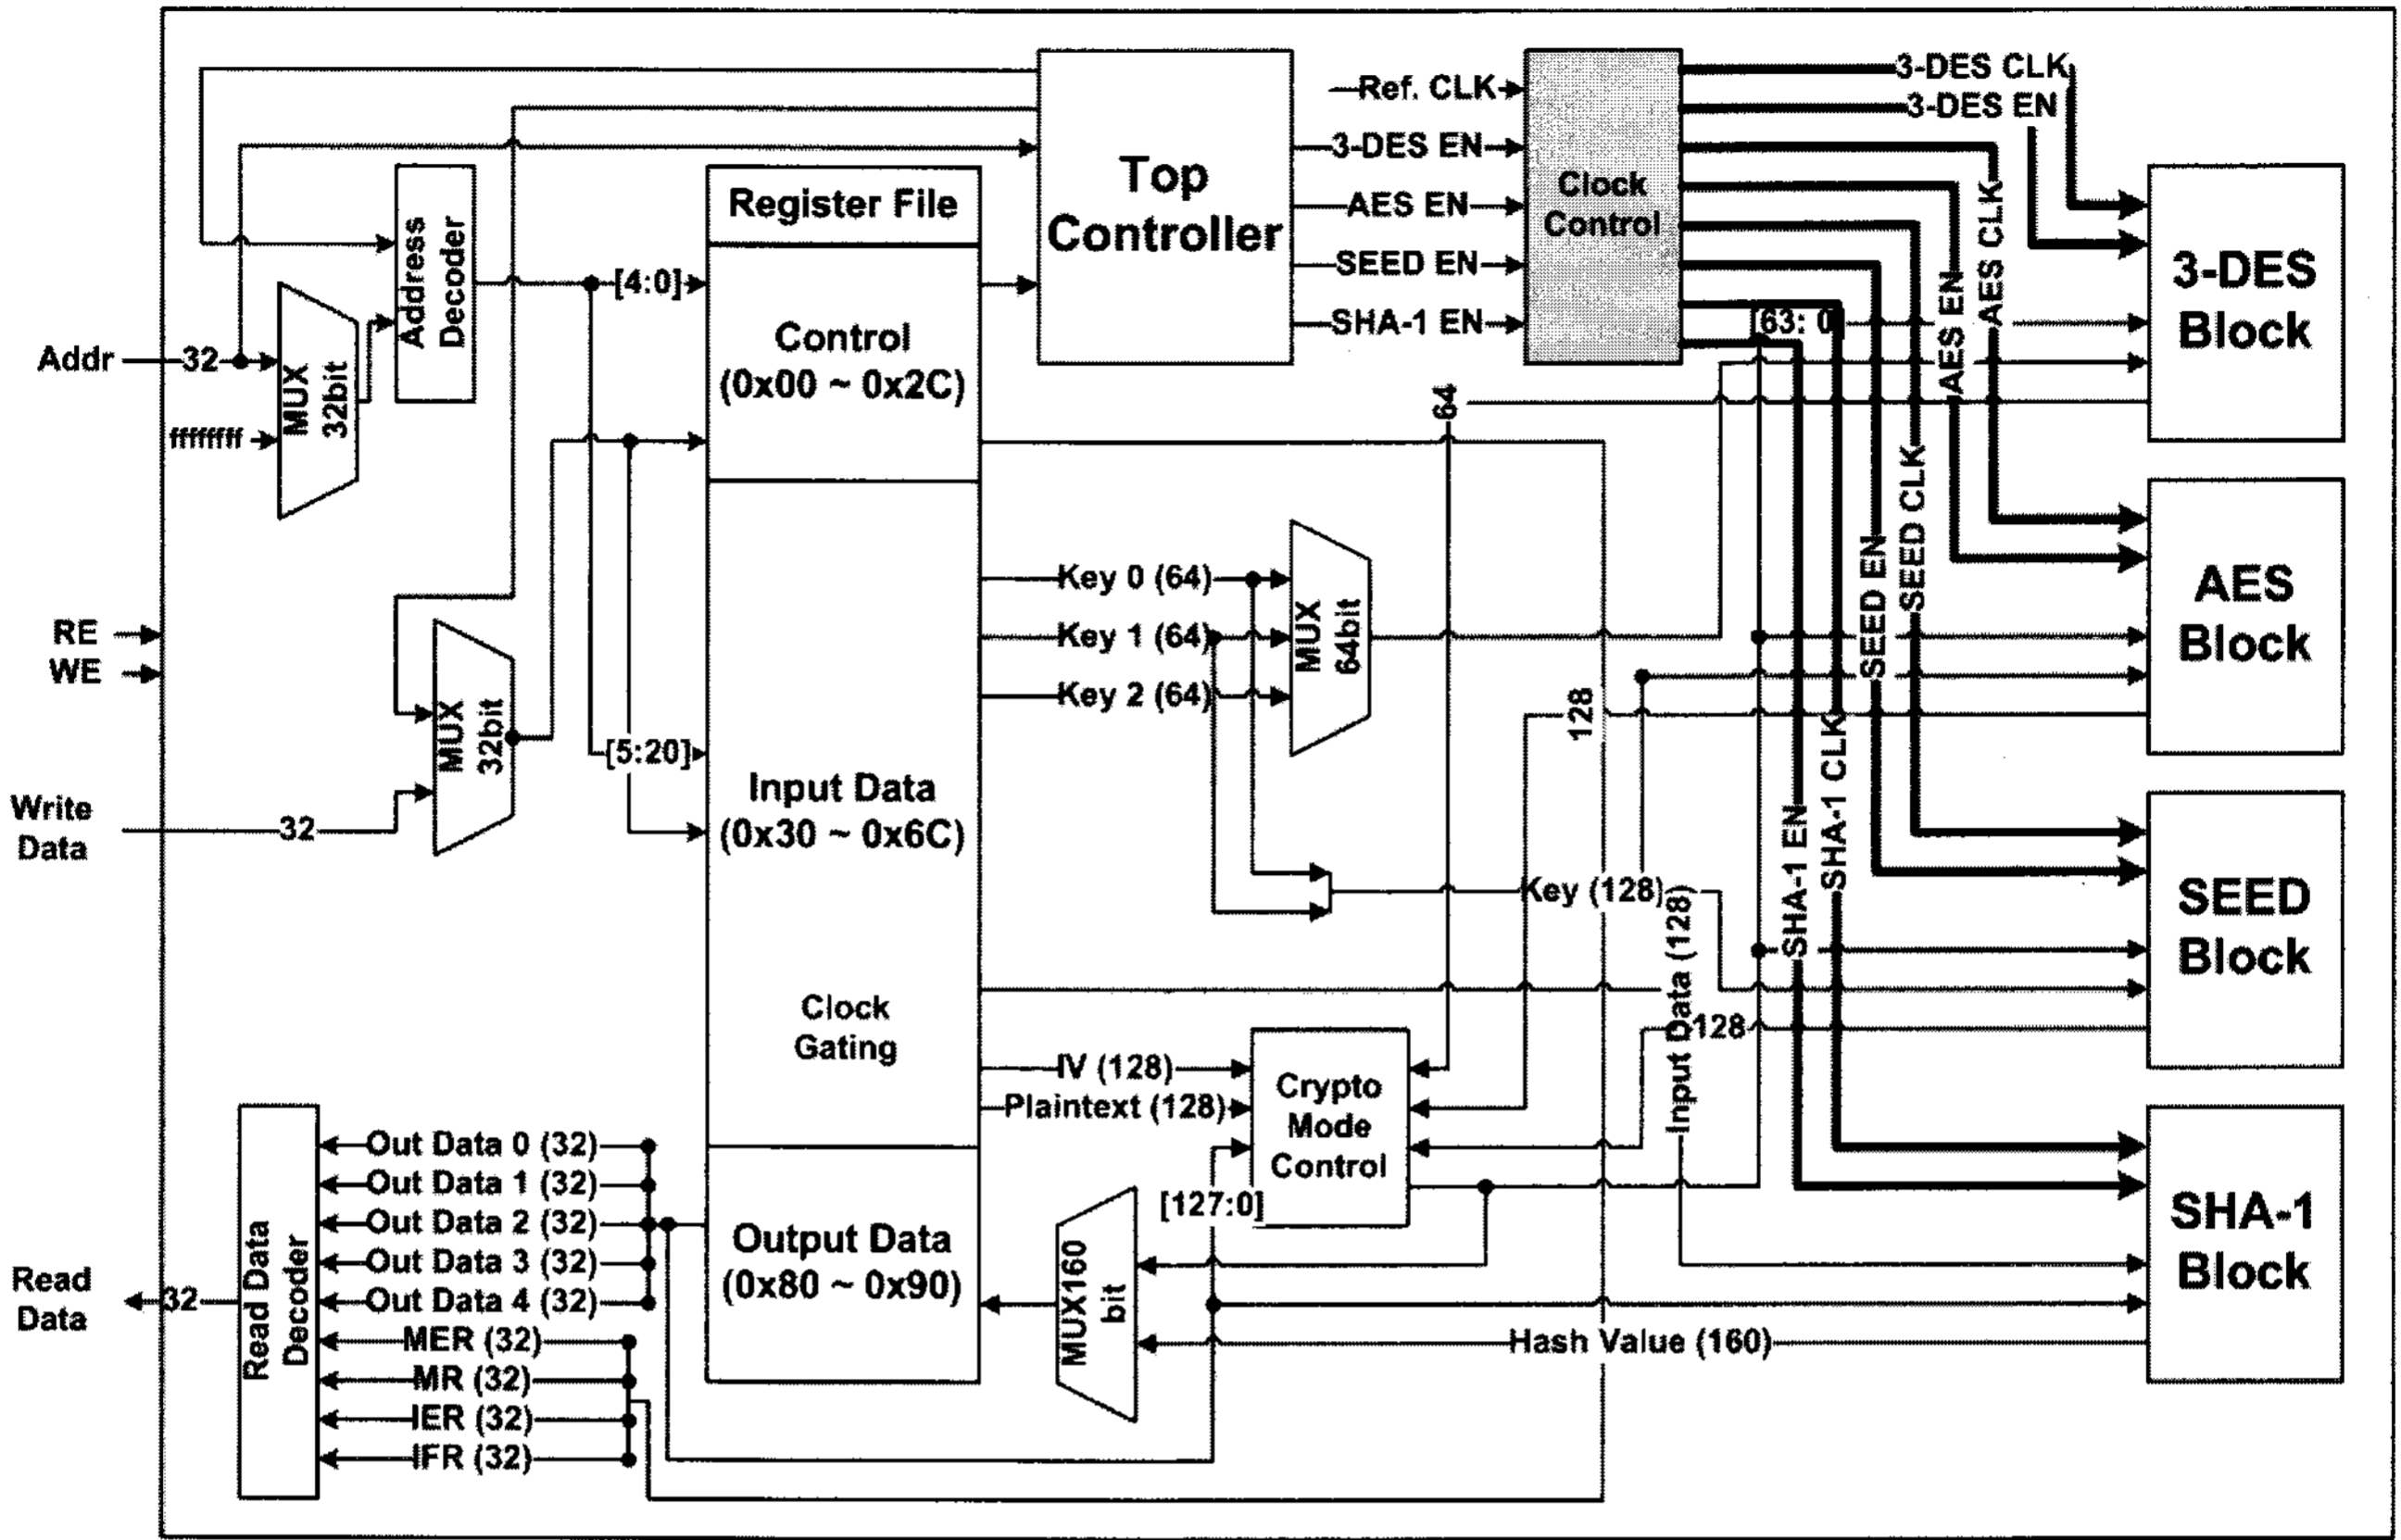 3-DES CLK
Ref. CLK
3-DES EN
3-DES EN
Top
Controller
Clock
Control
AES EN
SEED EN
SHA-1 EN
AES CLK
AES EN
SEED CLK
SEED EN
SHA-1 CLK
SHA-1 EN
[63: 0]
3-DES
Block
AES
Block
SEED
Block
SHA-1
Block
Register File
Control
(0x00 ~ 0x2C)
Input Data
(0x30 ~ 0x6C)
Clock
Gating
Output Data
(0x80 ~ 0x90)
Address
Decoder
[4:0]
[5:20]
Addr
32
ffffffff
MUX
32bit
RE
WE
MUX
32bit
Write
Data
32
Key 0 (64)
Key 1 (64)
Key 2 (64)
MUX
64bit
64
128
Key (128)
Input Data (128)
128
IV (128)
Plaintext (128)
Crypto
Mode
Control
[127:0]
MUX160
bit
Hash Value (160)
Read Data
Decoder
Out Data 0 (32)
Out Data 1 (32)
Out Data 2 (32)
Out Data 3 (32)
Out Data 4 (32)
MER (32)
MR (32)
IER (32)
IFR (32)
Read
Data
32